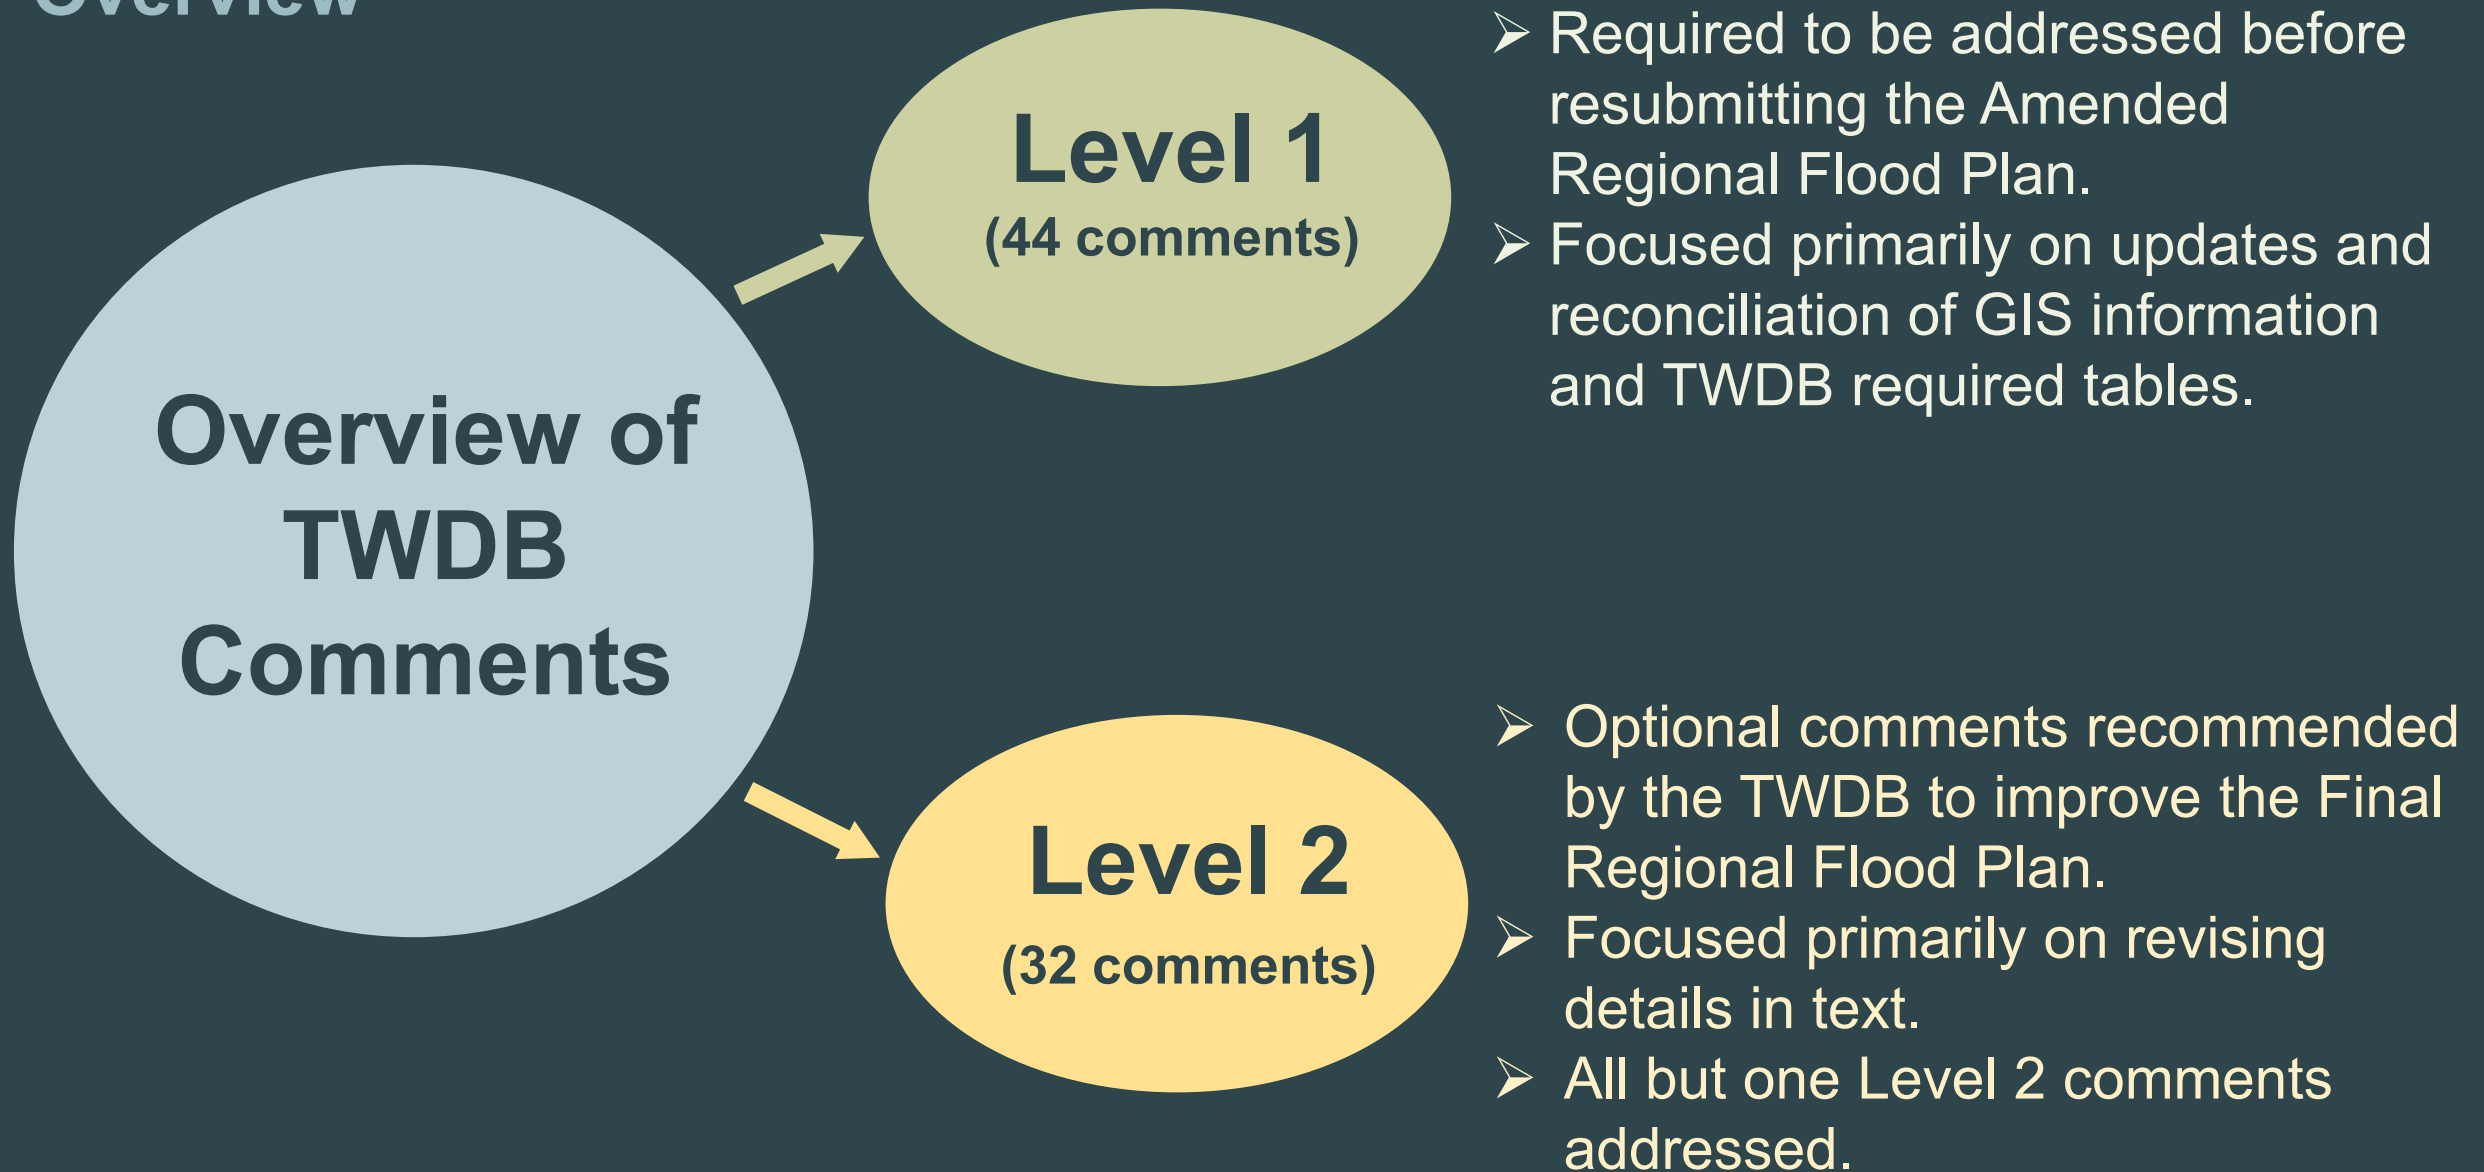 Overview
Overview of
TWDB
Comments
Level 1
(44 comments)
➢ Required to be addressed before
resubmitting the Amended
Regional Flood Plan.
➢ Focused primarily on updates and
reconciliation of GIS information
and TWDB required tables.
Level 2
(32 comments)
➢ Optional comments recommended
by the TWDB to improve the Final
Regional Flood Plan.
➢ Focused primarily on revising
details in text.
➢ All but one Level 2 comments
addressed.